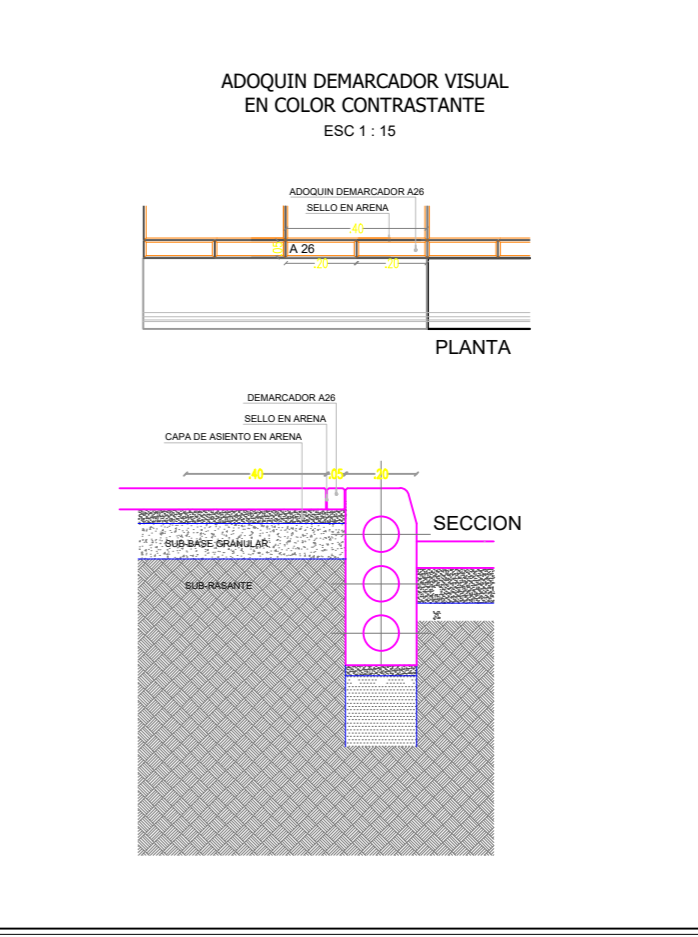 ADOQUIN DEMARCADOR VISUAL
EN COLOR CONTRASTANTE
ESC 1 : 15
ADOQUIN DEMARCADOR A26
SELLO EN ARENA
.40
A 26
.20 .20
PLANTA
DEMARCADOR A26
SELLO EN ARENA
CAPA DE ASIENTO EN ARENA
.40 .05 .20
SECCION
SUB-BASE GRANULAR
SUB-RASANTE